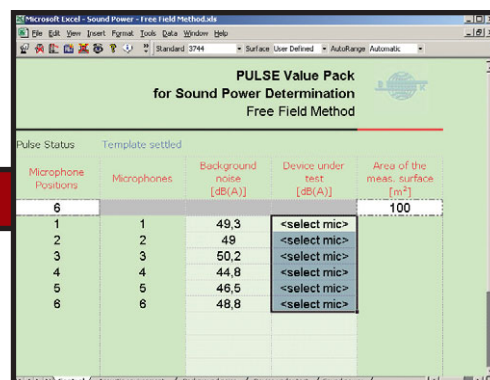 Microsoft Excel - Sound Power - Free Field Method.xls
File Edit View Insert Format Tools Data Window Help
Standard 3744 Surface User Defined AutoRange Automatic
PULSE Value Pack
for Sound Power Determination
Free Field Method
Pulse Status Template settled
Microphone Positions Microphones Background noise [dB(A)] Device under test [dB(A)] Area of the meas. surface [m²]
6 100
1 1 49,3 <select mic>
2 2 49 <select mic>
3 3 50,2 <select mic>
4 4 44,8 <select mic>
5 5 46,5 <select mic>
6 6 48,8 <select mic>